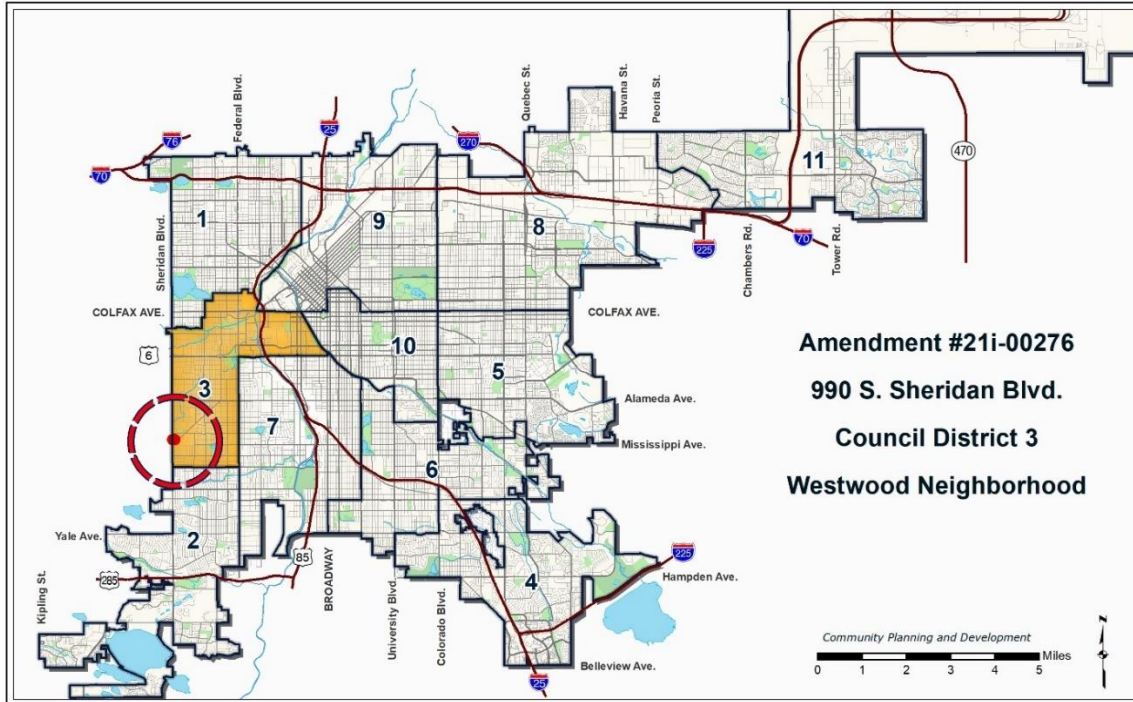 Federal Blvd.
Quebec St.
Havana St.
Peoria St.
76
25
270
70
1
9
8
11
470
Sheridan Blvd.
225
Chambers Rd.
70
Tower Rd.
COLFAX AVE.
COLFAX AVE.
6
10
3
5
7
Alameda Ave.
Mississippi Ave.
6
Yale Ave.
2
85
285
BROADWAY
Kipling St.
University Blvd.
Colorado Blvd.
4
225
Hampden Ave.
Belleview Ave.
25
Amendment #21i-00276
990 S. Sheridan Blvd.
Council District 3
Westwood Neighborhood
Community Planning and Development
0 1 2 3 4 5 Miles
N